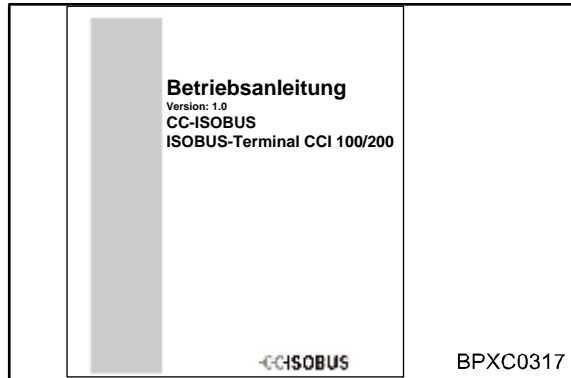 Betriebsanleitung
Version: 1.0
CC-ISOBUS
ISOBUS-Terminal CCI 100/200
CCISOBUS
BPXC0317